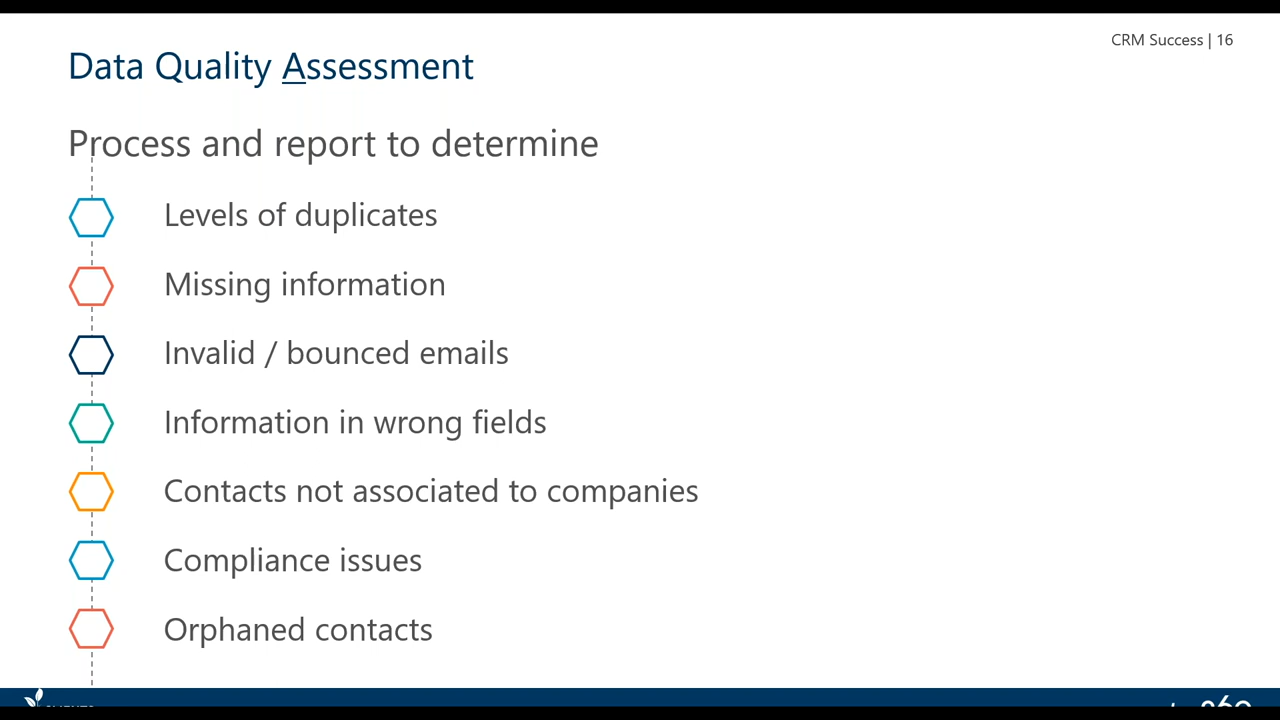 CRM Success | 16
Data Quality Assessment
Process and report to determine
Levels of duplicates
Missing information
Invalid / bounced emails
Information in wrong fields
Contacts not associated to companies
Compliance issues
Orphaned contacts